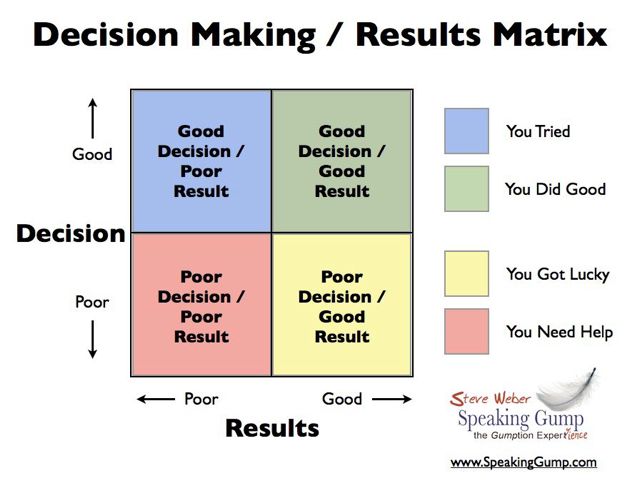 Decision Making / Results Matrix
Good
Decision
Poor
Good
Decision /
Poor
Result
Good
Decision /
Good
Result
Poor
Decision /
Poor
Result
Poor
Decision /
Good
Result
Poor
Good
Results
You Tried
You Did Good
You Got Lucky
You Need Help
Steve Weber
Speaking Gump
the Gumption Experience
www.SpeakingGump.com